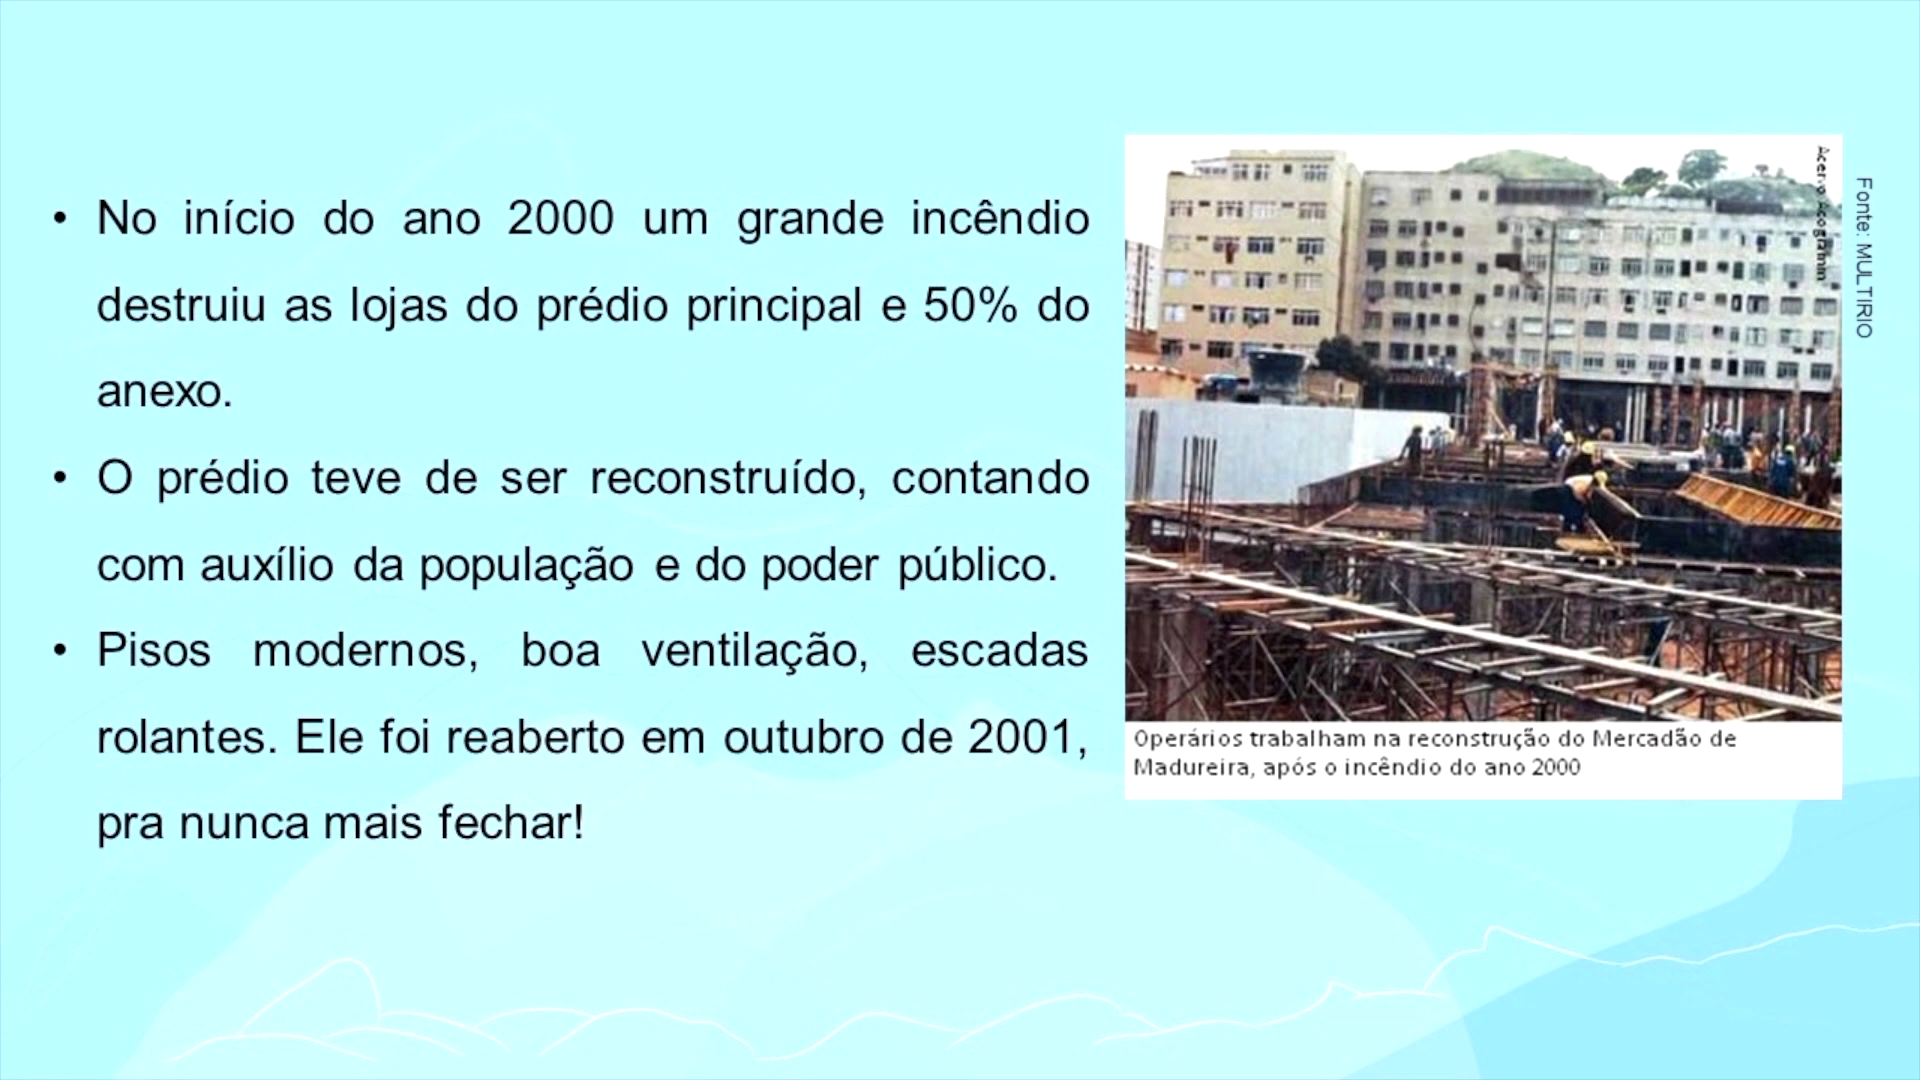 • No início do ano 2000 um grande incêndio
destruiu as lojas do prédio principal e 50% do
anexo.
• O prédio teve de ser reconstruído, contando
com auxílio da população e do poder público.
• Pisos modernos, boa ventilação, escadas
rolantes. Ele foi reaberto em outubro de 2001,
pra nunca mais fechar!
Acervo
Fonte: MULTIRIO
Operários trabalham na reconstrução do Mercadão de
Madureira, após o incêndio do ano 2000